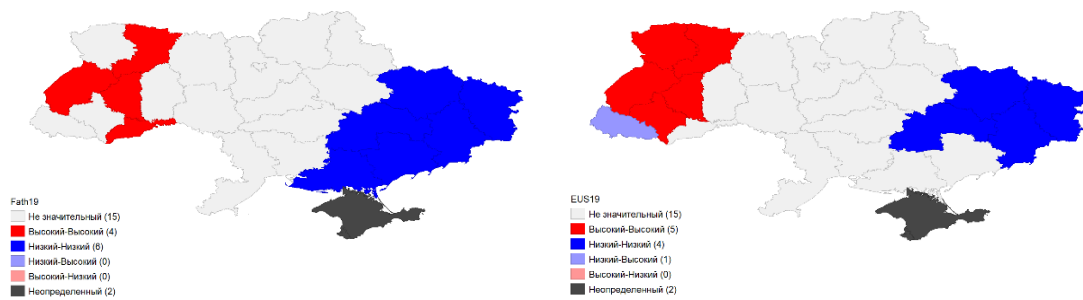 Fath19
Не значительный (15)
Высокий-Высокий (4)
Низкий-Низкий (6)
Низкий-Высокий (0)
Высокий-Низкий (0)
Неопределенный (2)
EUS19
Не значительный (15)
Высокий-Высокий (5)
Низкий-Низкий (4)
Низкий-Высокий (1)
Высокий-Низкий (0)
Неопределенный (2)